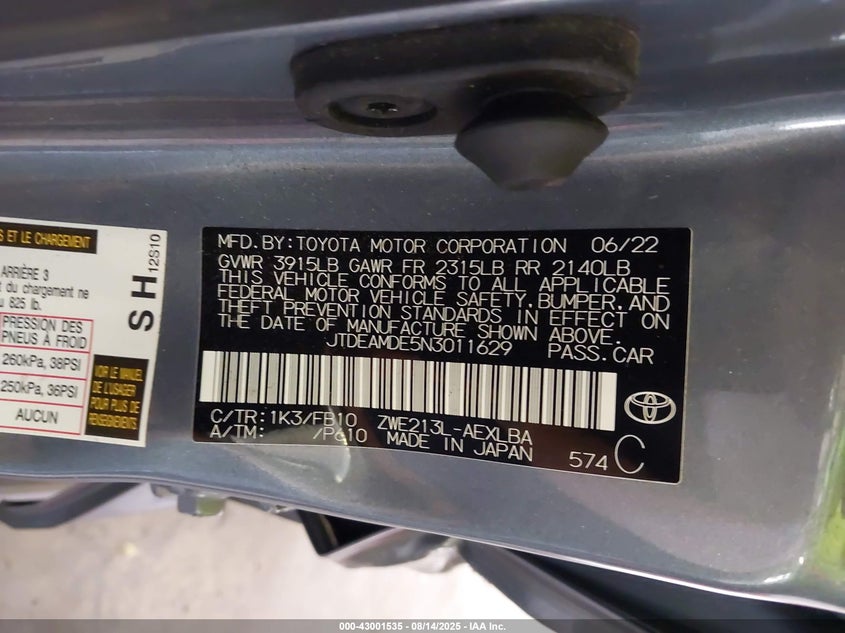 S ET LE CHARGEMENT
ARRIÈRE 3
t du chargement ne
u 625 lb.
PRESSION DES
PNEUS À FROID
260kPa, 38PSI
250kPa, 36PSI
AUCUN
SH
12S10
VOIR LE MANUEL
DE L'USAGER
POUR PLUS DE
RENSEIGNEMENTS
MFD. BY: TOYOTA MOTOR CORPORATION 06/22
GVWR 3915LB GAWR FR 2315LB RR 2140LB
THIS VEHICLE CONFORMS TO ALL APPLICABLE
FEDERAL MOTOR VEHICLE SAFETY, BUMPER, AND
THEFT PREVENTION STANDARDS IN EFFECT ON
THE DATE OF MANUFACTURE SHOWN ABOVE.
JTDEAMDE5N3011629 PASS. CAR
C/TR: 1K3/FB10 ZWE213L-AEXLBA
A/TM: /P610 MADE IN JAPAN
574 C
000-43001535 - 08/14/2025 - IAA Inc.